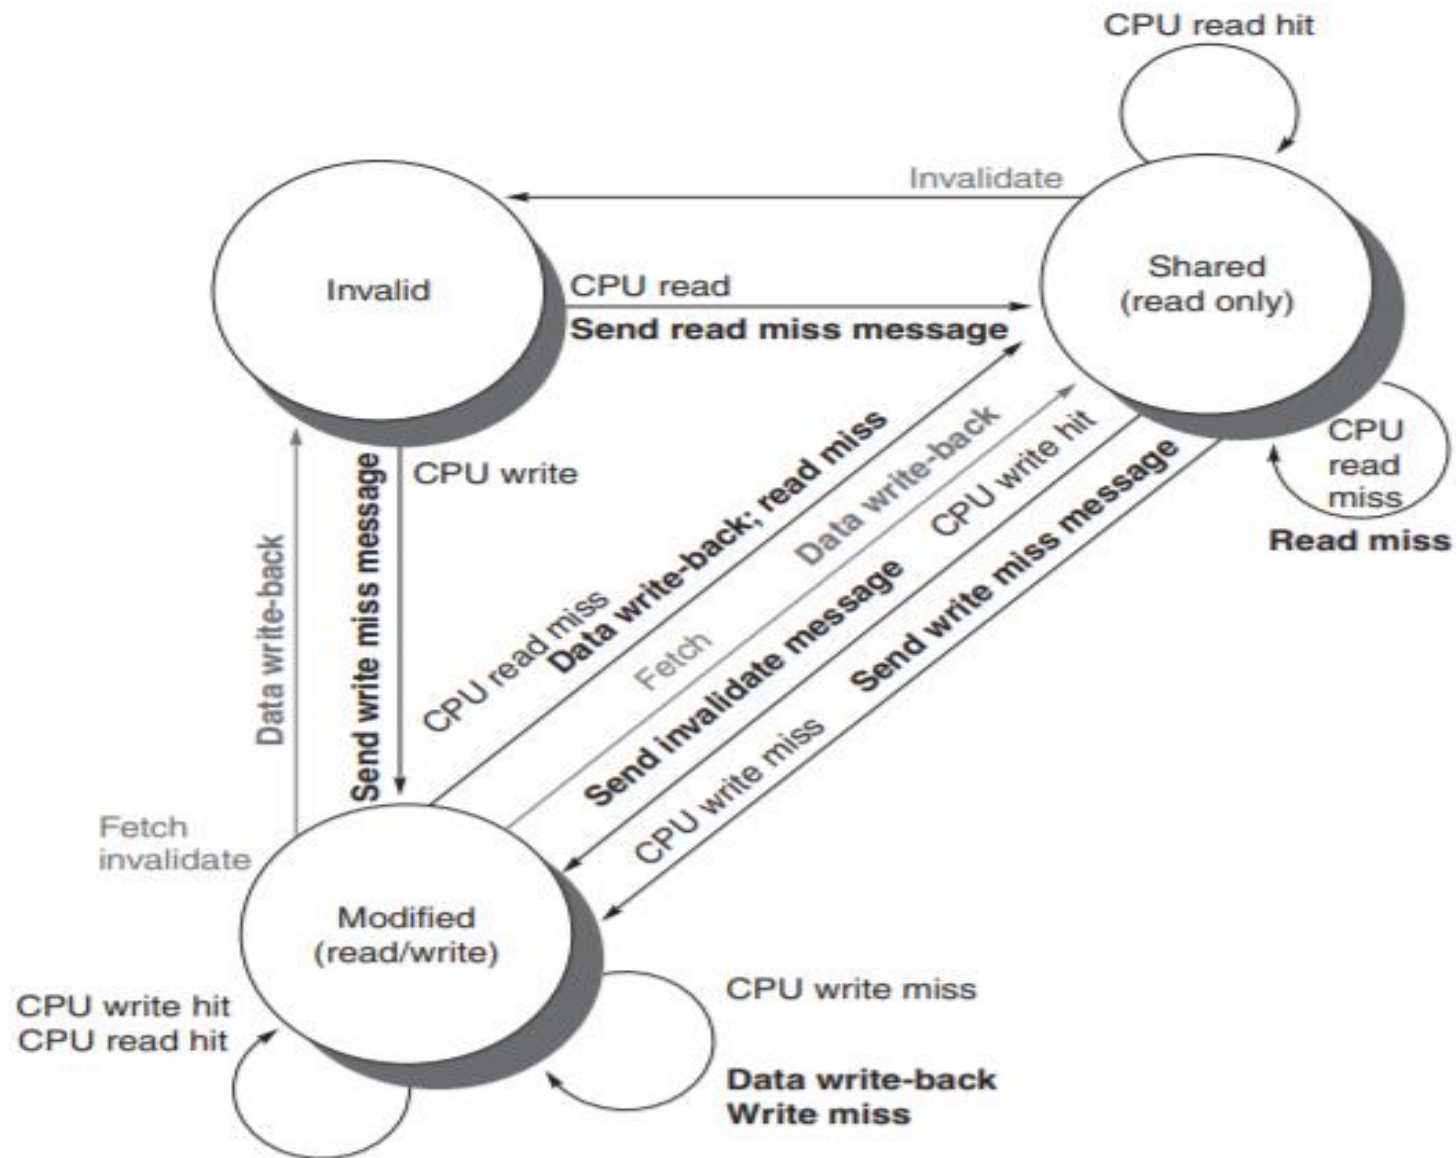 CPU read hit
Invalidate
Invalid
Shared
(read only)
CPU read
Send read miss message
CPU write
Send write miss message
Data write-back
Fetch
invalidate
CPU read miss
Data write-back; read miss
Fetch
Data write-back
Send invalidate message
CPU write hit
CPU write miss
Send write miss message
CPU
read
miss
Read miss
Modified
(read/write)
CPU write hit
CPU read hit
CPU write miss
Data write-back
Write miss